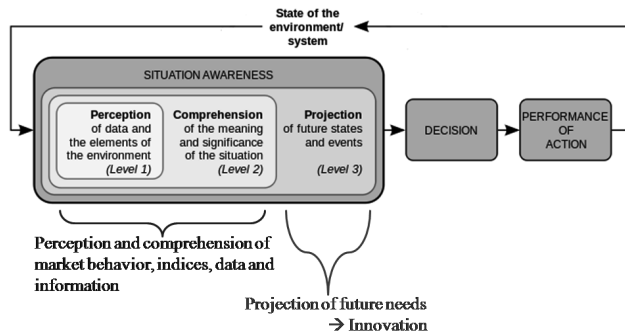 State of the
environment/
system
SITUATION AWARENESS
Perception
of data and
the elements of
the environment
(Level 1)
Comprehension
of the meaning
and significance
of the situation
(Level 2)
Projection
of future states
and events
(Level 3)
DECISION
PERFORMANCE
OF
ACTION
Perception and comprehension of
market behavior, indices, data and
information
Projection of future needs
→ Innovation